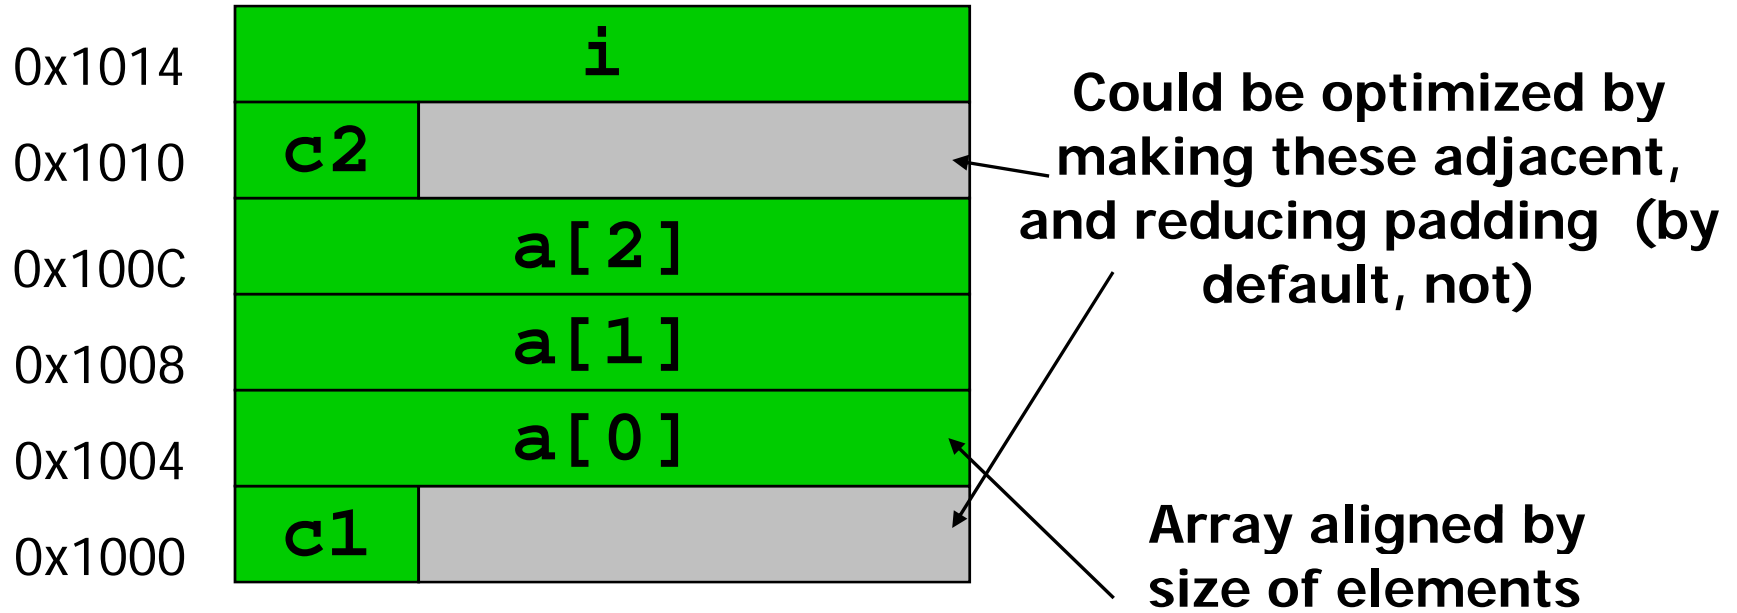 0x1014
i
0x1010
c2
0x100C
a[2]
0x1008
a[1]
0x1004
a[0]
0x1000
c1
Could be optimized by
making these adjacent,
and reducing padding (by
default, not)
Array aligned by
size of elements